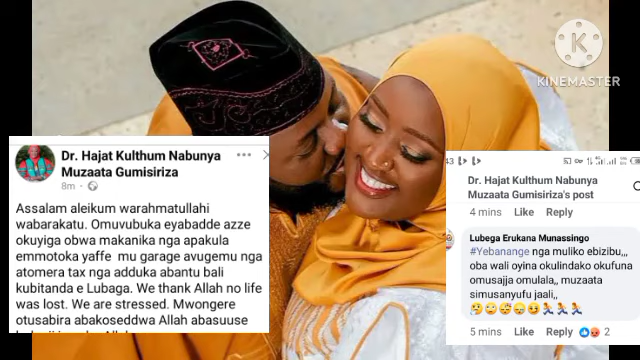 KINEMASTER
Dr. Hajat Kulthum Nabunya
Muzaata Gumisiriza
8m
Assalam aleikum warahmatullahi
wabarakatu. Omuvubuka eyabadde azze
okuyiga obwa makanika nga apakula
emmotoka yaffe mu garage avugemu nga
atomera tax nga adduka abantu bali
kubitanda e Lubaga. We thank Allah no life
was lost. We are stressed. Mwongere
otusabira abakoseddwa Allah abasuuse
43
Dr. Hajat Kulthum Nabunya
Muzaata Gumisiriza's post
4 mins Like Reply
Lubega Erukana Munassingo
#Yebanange nga muliko ebizibu,,,
oba wali oyina okulindako okufuna
omusajja omulala,, muzaata
simusanyufu jaali,,
🤔🙄😴😔😏🏃🏃🏃
5 mins Like Reply 2